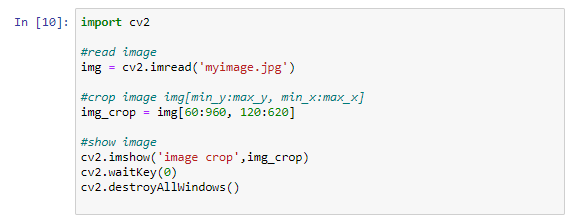 In [10]: import cv2
#read image
img = cv2.imread('myimage.jpg')
#crop image img[min_y:max_y, min_x:max_x]
img_crop = img[60:960, 120:620]
#show image
cv2.imshow('image crop',img_crop)
cv2.waitKey(0)
cv2.destroyAllWindows()